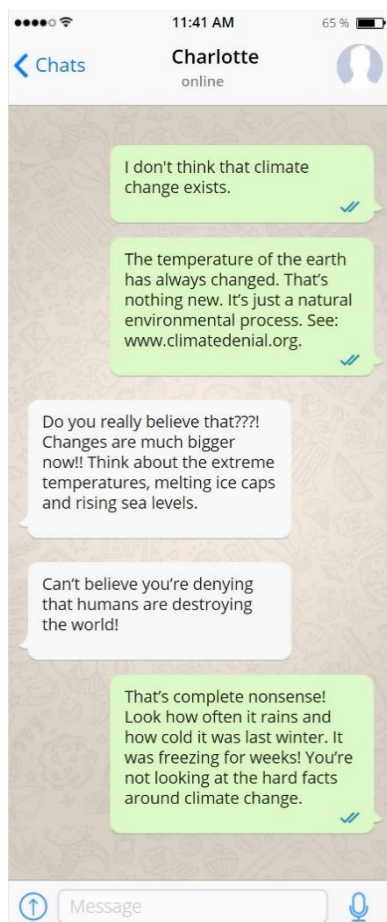 11:41 AM
65 %
Chats
Charlotte
online
I don't think that climate
change exists.
The temperature of the earth
has always changed. That’s
nothing new. It’s just a natural
environmental process. See:
www.climatedenial.org.
Do you really believe that???!
Changes are much bigger
now!! Think about the extreme
temperatures, melting ice caps
and rising sea levels.
Can’t believe you’re denying
that humans are destroying
the world!
That’s complete nonsense!
Look how often it rains and
how cold it was last winter. It
was freezing for weeks! You’re
not looking at the hard facts
around climate change.
Message